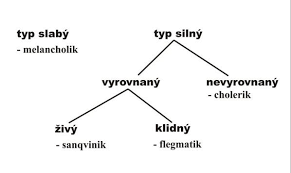 typ slabý
- melancholik
typ silný
vyrovnaný
nevyrovnaný
- cholerik
živý
- sanqvinik
klidný
- flegmatik